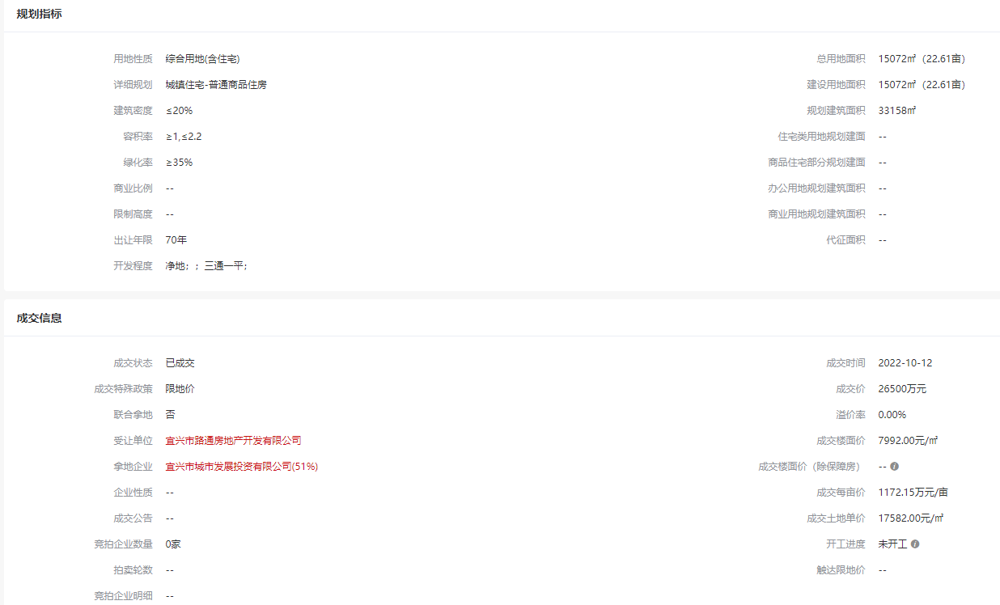 规划指标
用地性质 综合用地(含住宅) 总用地面积 15072㎡（22.61亩）
详细规划 城镇住宅-普通商品住房 建设用地面积 15072㎡（22.61亩）
建筑密度 ≤20% 规划建筑面积 33158㎡
容积率 ≥1,≤2.2 住宅类用地规划建面 --
绿化率 ≥35% 商品住宅部分规划建面 --
商业比例 -- 办公用地规划建筑面积 --
限制高度 -- 商业用地规划建筑面积 --
出让年限 70年 代征面积 --
开发程度 净地；；三通一平；
成交信息
成交状态 已成交 成交时间 2022-10-12
成交特殊政策 限地价 成交价 26500万元
联合拿地 否 溢价率 0.00%
受让单位 宜兴市路通房地产开发有限公司 成交楼面价 7992.00元/㎡
拿地企业 宜兴市城市发展投资有限公司(51%) 成交楼面价（除保障房） --
企业性质 -- 成交每亩价 1172.15万元/亩
成交公告 -- 成交土地单价 17582.00元/㎡
竞拍企业数量 0家 开工进度 未开工
拍卖轮数 -- 触达限地价 --
竞拍企业明细 --